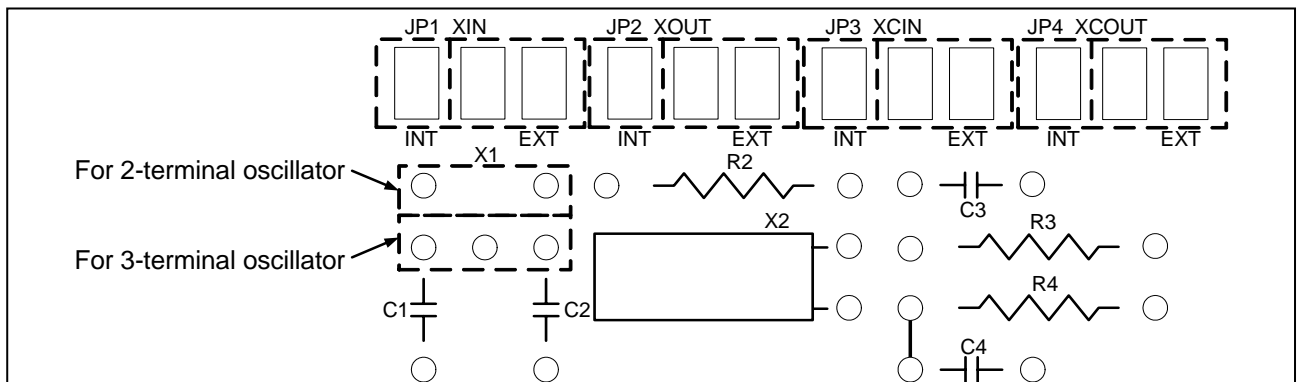 JP1 XIN JP2 XOUT JP3 XCIN JP4 XCOUT
INT EXT INT EXT INT EXT INT EXT
X1
For 2-terminal oscillator
R2
C3
X2
R3
For 3-terminal oscillator
R4
C1
C2
C4